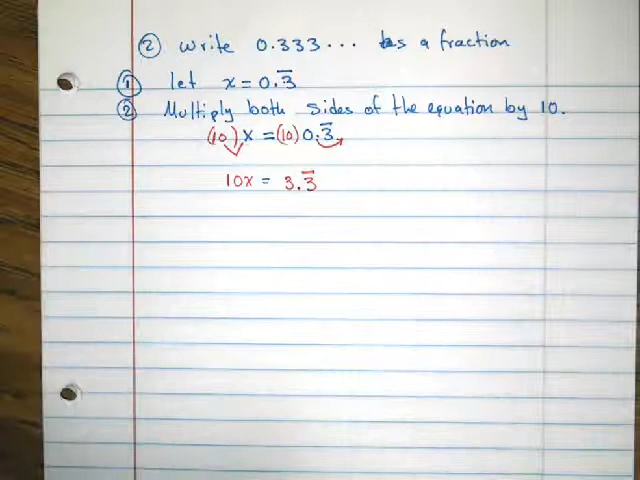 ② Write 0.333... as a fraction
① let x = 0.3̅
② Multiply both sides of the equation by 10.
(10) x = (10) 0.3̅
10x = 3.3̅